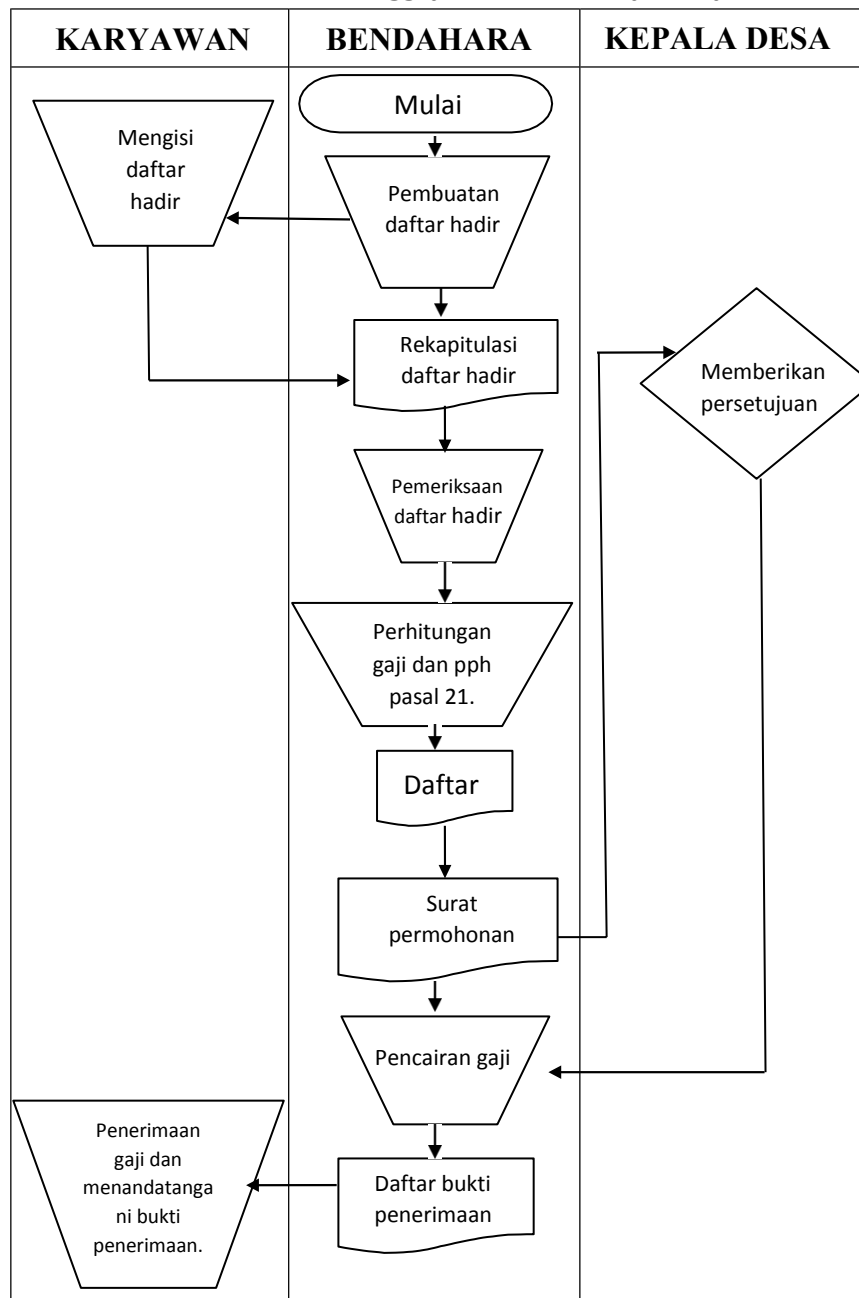 KARYAWAN
BENDAHARA
KEPALA DESA
Mulai
Mengisi
daftar
hadir
Pembuatan
daftar hadir
Rekapitulasi
daftar hadir
Memberikan
persetujuan
Pemeriksaan
daftar hadir
Perhitungan
gaji dan pph
pasal 21.
Daftar
Surat
permohonan
Pencairan gaji
Penerimaan
gaji dan
menandatanga
ni bukti
penerimaan.
Daftar bukti
penerimaan